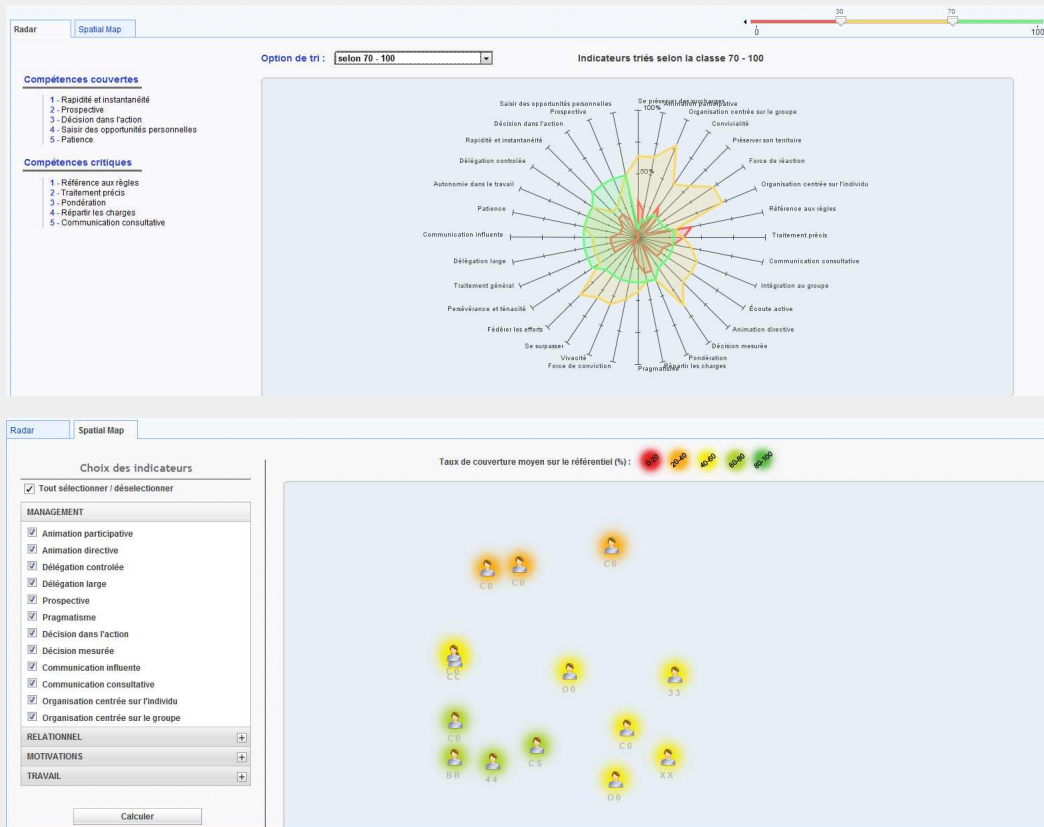 Radar
Spatial Map
30
70
0
100
Option de tri :
selon 70 - 100
Indicateurs triés selon la classe 70 - 100
Compétences couvertes
1 - Rapidité et instantanéité
2 - Prospective
3 - Décision dans l'action
4 - Saisir des opportunités personnelles
5 - Patience
Compétences critiques
1 - Référence aux règles
2 - Traitement précis
3 - Pondération
4 - Répartir les charges
5 - Communication consultative
Se préserver des surcharges
100%
50%
Animation participative
Organisation centrée sur le groupe
Convivialité
Préserver son territoire
Force de réaction
Organisation centrée sur l'individu
Référence aux règles
Traitement précis
Communication consultative
Intégration au groupe
Écoute active
Animation directive
Décision mesurée
Pondération
Répartir les charges
Pragmatisme
Force de conviction
Vivacité
Se surpasser
Fédérer les efforts
Persévérance et ténacité
Traitement général
Délégation large
Communication influente
Patience
Autonomie dans le travail
Délégation controlée
Rapidité et instantanéité
Décision dans l'action
Prospective
Saisir des opportunités personnelles
Radar
Spatial Map
Choix des indicateurs
Tout sélectionner / déselectionner
MANAGEMENT
Animation participative
Animation directive
Délégation controlée
Délégation large
Prospective
Pragmatisme
Décision dans l'action
Décision mesurée
Communication influente
Communication consultative
Organisation centrée sur l'individu
Organisation centrée sur le groupe
RELATIONNEL
MOTIVATIONS
TRAVAIL
Calculer
Taux de couverture moyen sur le référentiel (%) :
0-20
20-40
40-60
60-80
80-100
C0
C0
C0
CC
O0
33
C0
C0
BB
44
CS
XX
O0